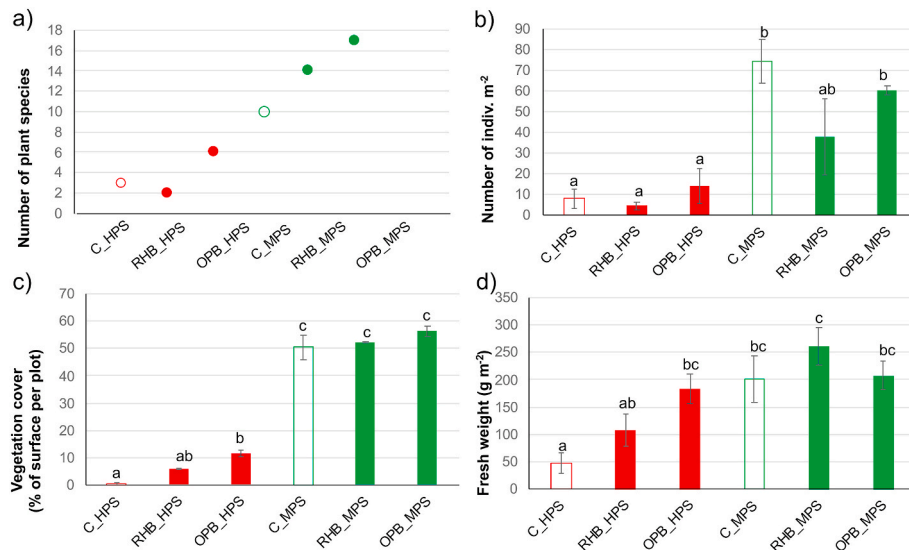 a)
Number of plant species
18
16
14
12
10
8
6
4
2
0
C_HPS
RHB_HPS
OPB_HPS
C_MPS
RHB_MPS
OPB_MPS
b)
Number of indiv. m-2
90
80
70
60
50
40
30
20
10
0
a
a
a
b
ab
b
C_HPS
RHB_HPS
OPB_HPS
C_MPS
RHB_MPS
OPB_MPS
c)
Vegetation cover
(% of surface per plot)
70
60
50
40
30
20
10
0
a
ab
b
c
c
c
C_HPS
RHB_HPS
OPB_HPS
C_MPS
RHB_MPS
OPB_MPS
d)
Fresh weight (g m-2)
350
300
250
200
150
100
50
0
a
ab
bc
bc
c
bc
C_HPS
RHB_HPS
OPB_HPS
C_MPS
RHB_MPS
OPB_MPS